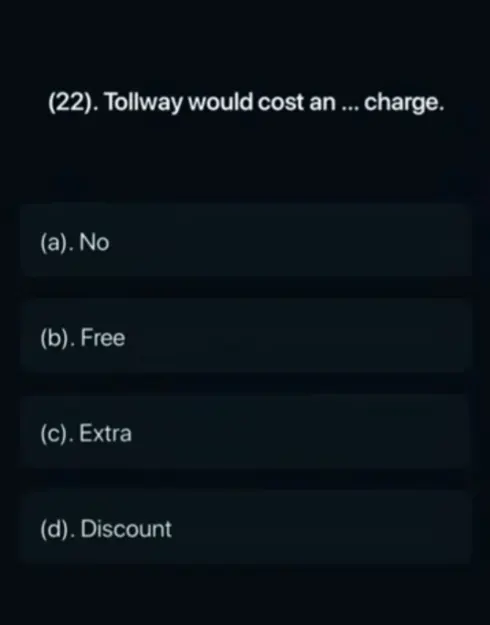 (22). Tollway would cost an ... charge.
(a). No
(b). Free
(c). Extra
(d). Discount